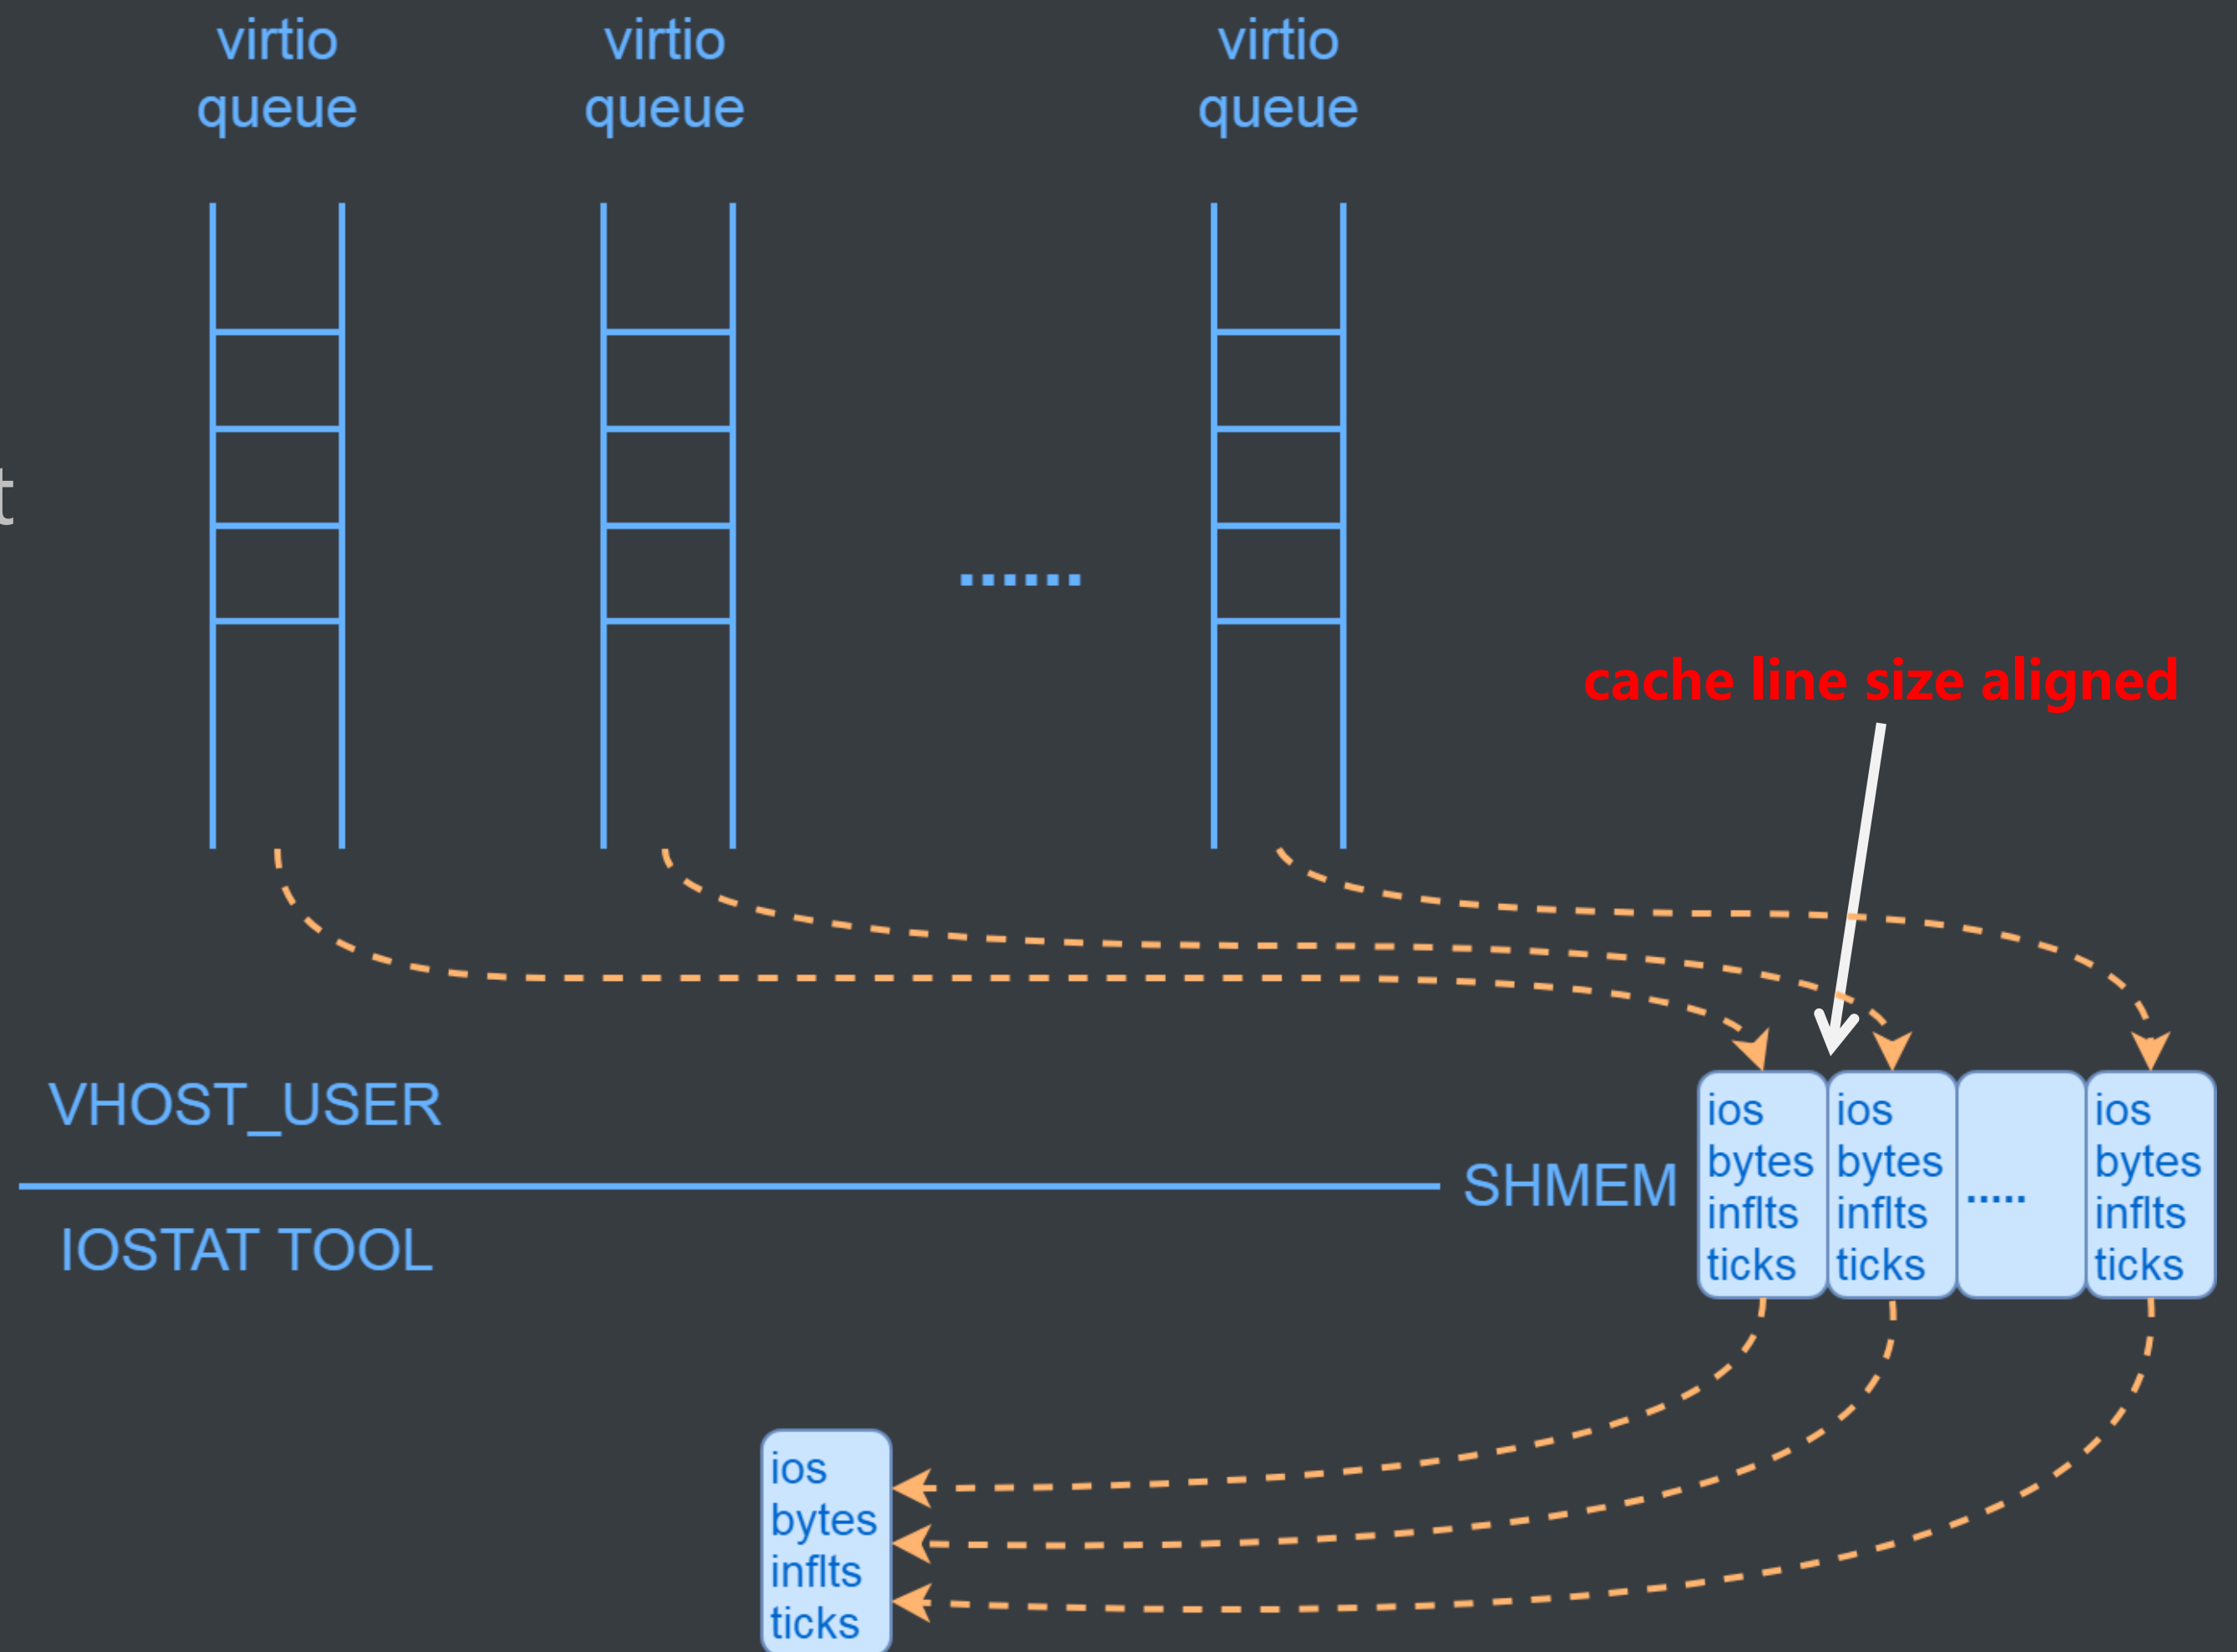 virtio
queue
virtio
queue
virtio
queue
t
......
cache line size aligned
VHOST_USER
SHMEM
IOSTAT TOOL
ios
bytes
inflts
ticks
ios
bytes
inflts
ticks
.....
ios
bytes
inflts
ticks
ios
bytes
inflts
ticks